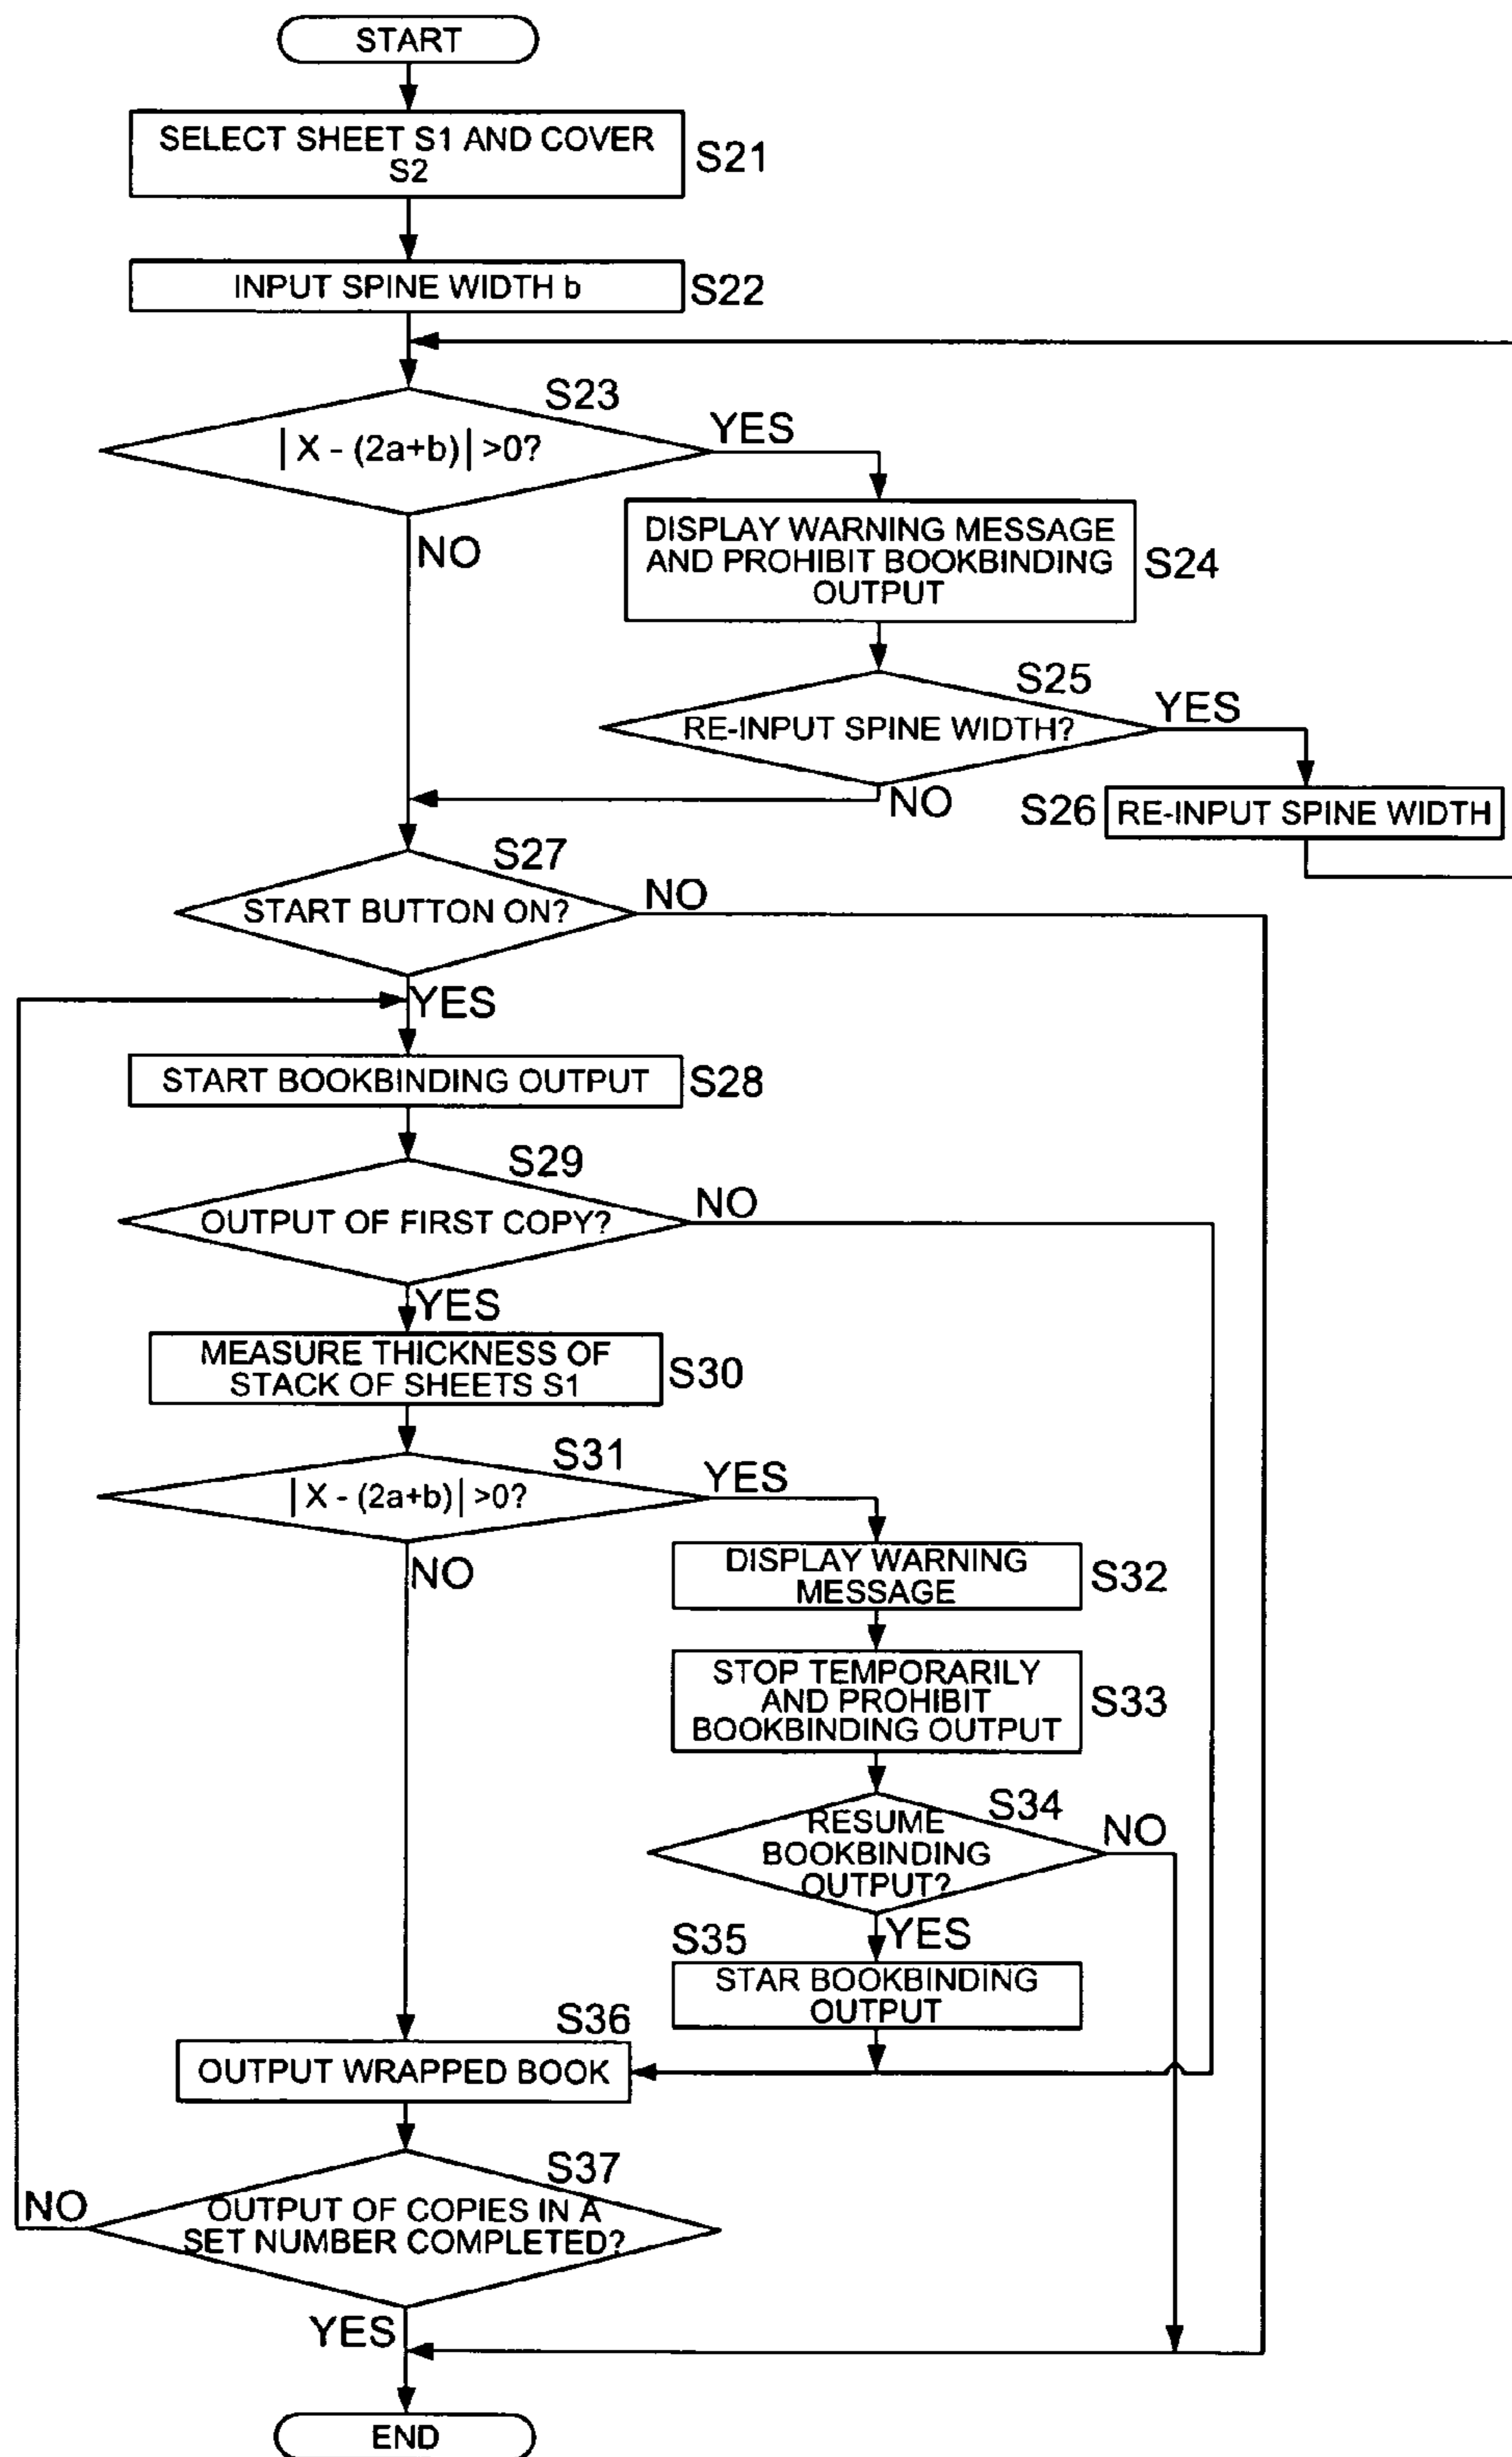 START
SELECT SHEET S1 AND COVER
S2
S21
INPUT SPINE WIDTH b
S22
S23
| X - (2a+b)| >0?
YES
NO
DISPLAY WARNING MESSAGE
AND PROHIBIT BOOKBINDING
OUTPUT
S24
S25
RE-INPUT SPINE WIDTH?
YES
NO
S26
RE-INPUT SPINE WIDTH
S27
START BUTTON ON?
NO
YES
START BOOKBINDING OUTPUT
S28
S29
OUTPUT OF FIRST COPY?
NO
YES
MEASURE THICKNESS OF
STACK OF SHEETS S1
S30
S31
| X - (2a+b)| >0?
YES
NO
DISPLAY WARNING
MESSAGE
S32
STOP TEMPORARILY
AND PROHIBIT
BOOKBINDING OUTPUT
S33
S34
RESUME
BOOKBINDING
OUTPUT?
NO
YES
S35
STAR BOOKBINDING
OUTPUT
S36
OUTPUT WRAPPED BOOK
S37
OUTPUT OF COPIES IN A
SET NUMBER COMPLETED?
NO
YES
END